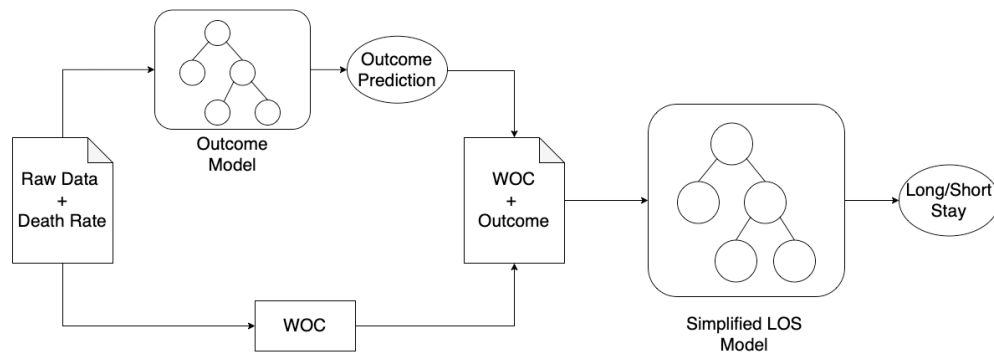 Outcome
Prediction
Outcome
Model
Raw Data
+
Death Rate
WOC
+
Outcome
Long/Short
Stay
WOC
Simplified LOS
Model